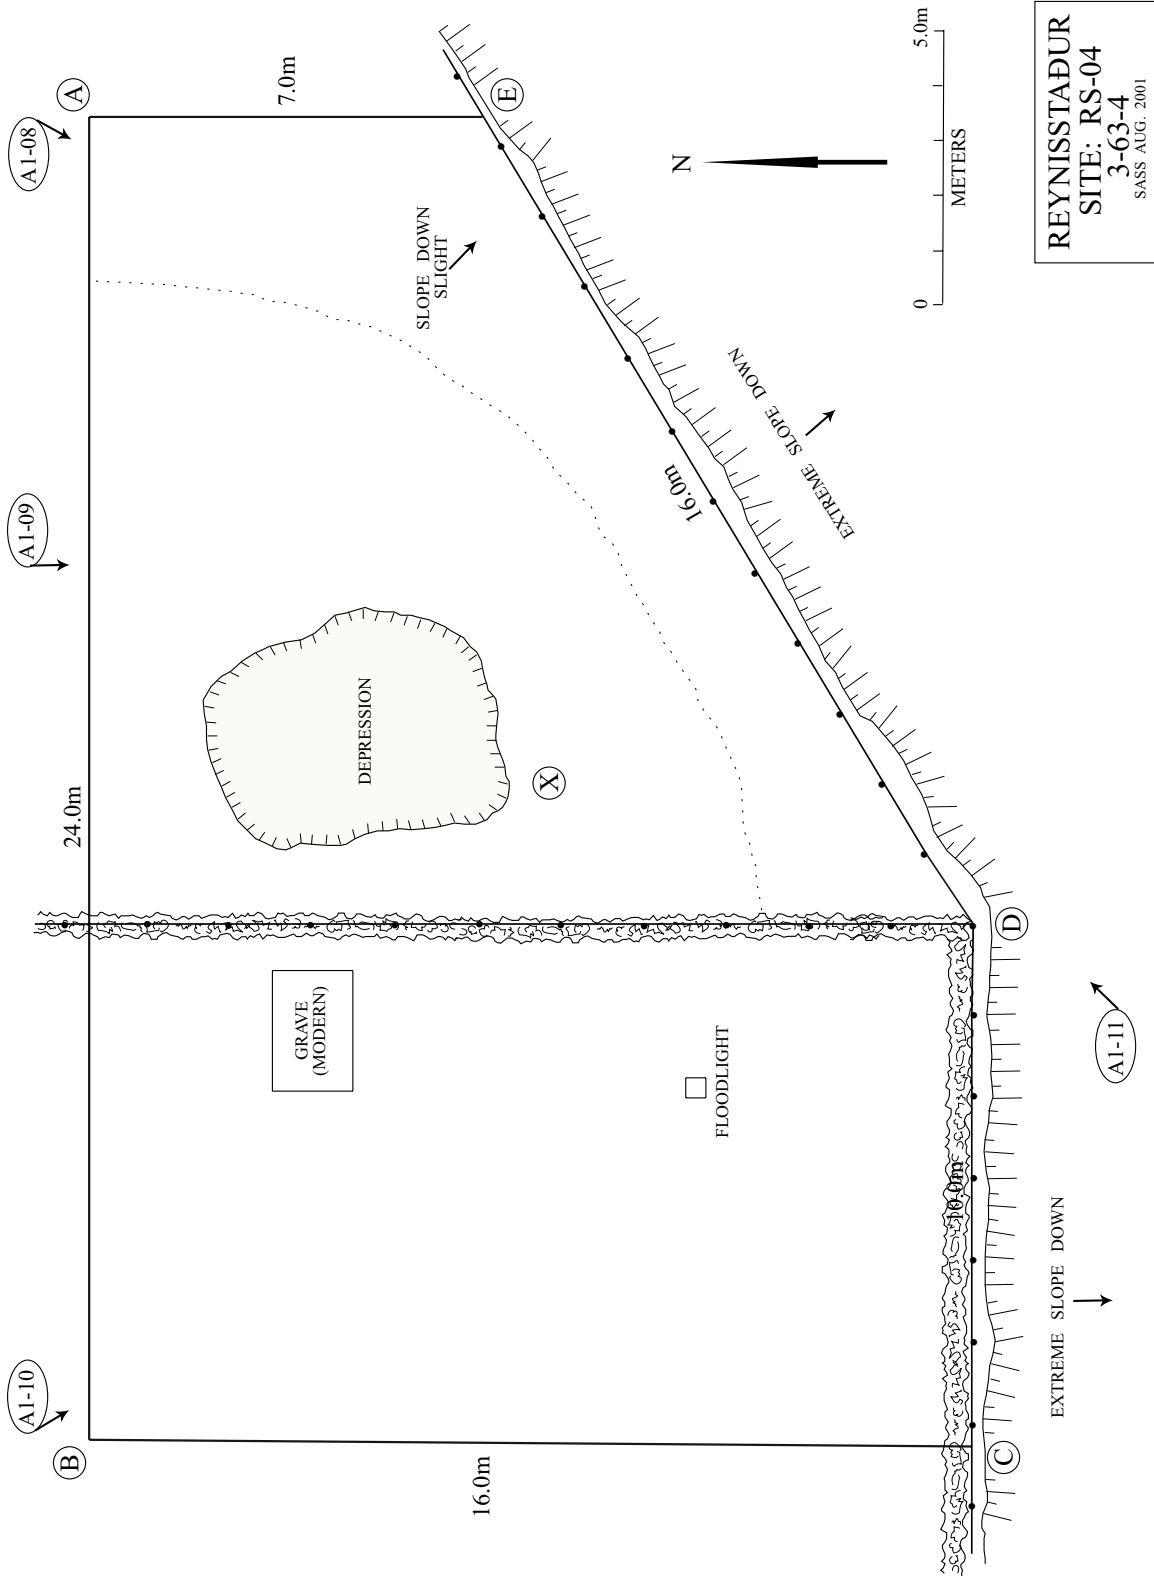 A1-10
A1-09
A1-08
B
24.0m
A
7.0m
GRAVE
(MODERN)
DEPRESSION
SLOPE DOWN
SLIGHT
16.0m
X
E
FLOODLIGHT
16.0m
N
EXTREME SLOPE DOWN
10.0m
C
D
0
5.0m
METERS
EXTREME SLOPE DOWN
A1-11
REYNISSTAÐUR
SITE: RS-04
3-63-4
SASS AUG. 2001